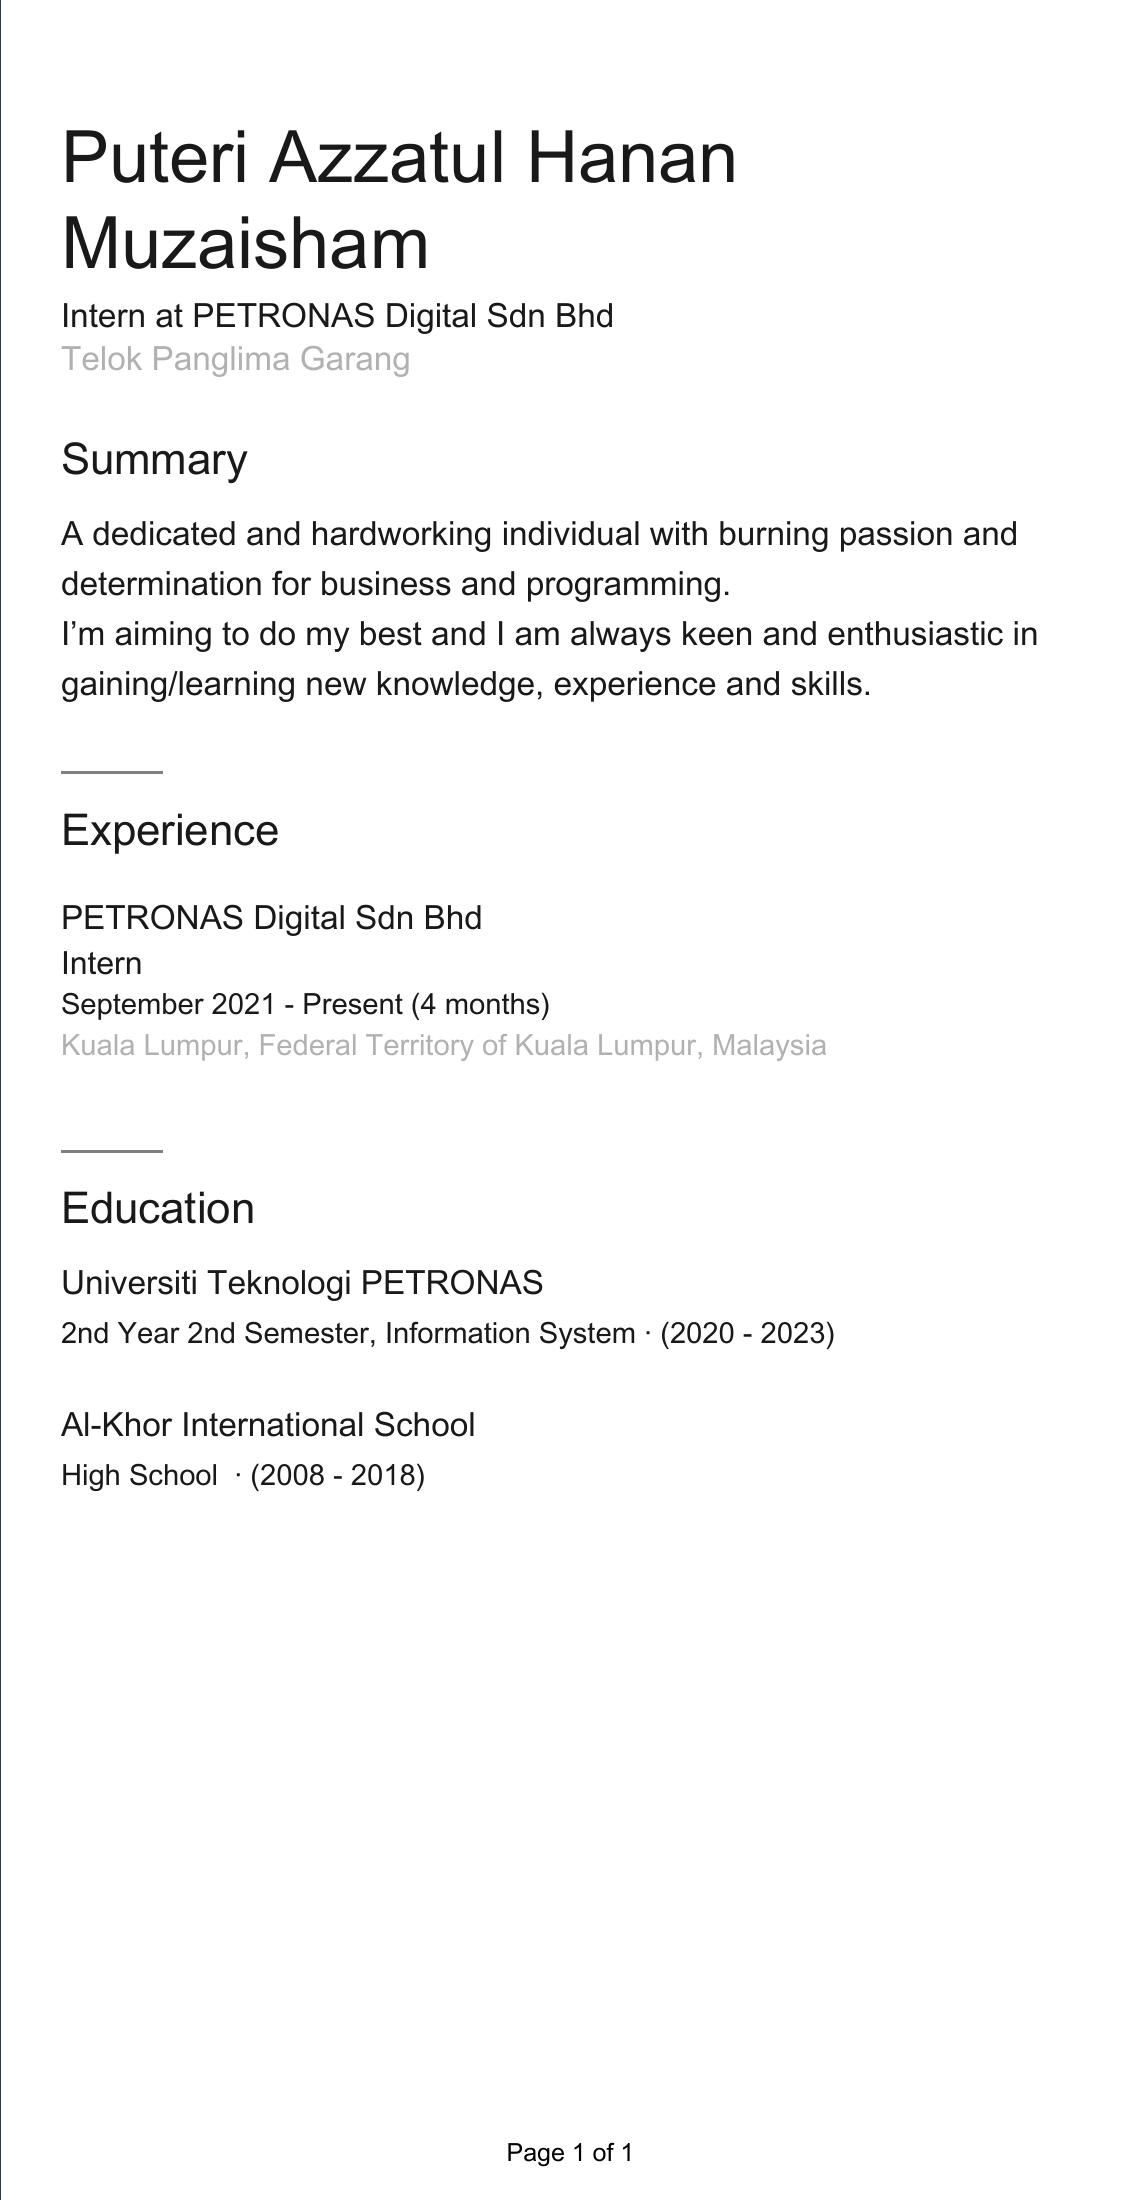 Puteri Azzatul Hanan
Muzaisham
Intern at PETRONAS Digital Sdn Bhd
Telok Panglima Garang
Summary
A dedicated and hardworking individual with burning passion and
determination for business and programming.
I’m aiming to do my best and I am always keen and enthusiastic in
gaining/learning new knowledge, experience and skills.
Experience
PETRONAS Digital Sdn Bhd
Intern
September 2021 - Present (4 months)
Kuala Lumpur, Federal Territory of Kuala Lumpur, Malaysia
Education
Universiti Teknologi PETRONAS
2nd Year 2nd Semester, Information System · (2020 - 2023)
Al-Khor International School
High School · (2008 - 2018)
Page 1 of 1